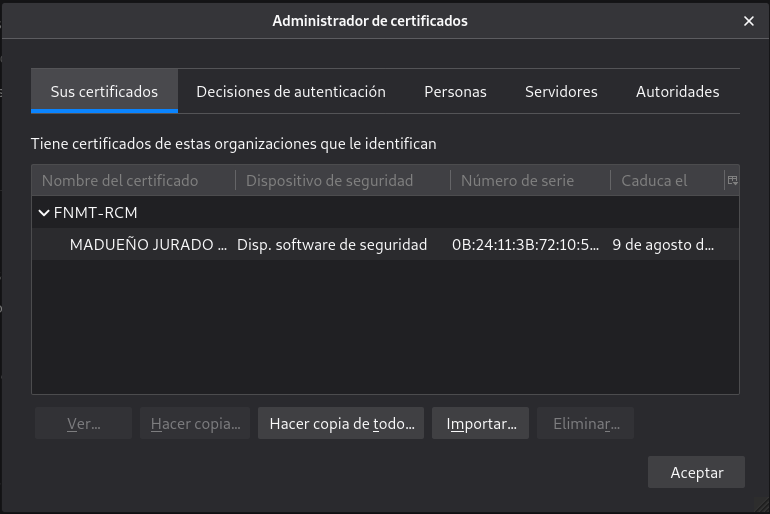 Administrador de certificados
Sus certificados Decisiones de autenticación Personas Servidores Autoridades
Tiene certificados de estas organizaciones que le identifican
Nombre del certificado Dispositivo de seguridad Número de serie Caduca el
FNMT-RCM
MADUEÑO JURADO ... Disp. software de seguridad 0B:24:11:3B:72:10:5... 9 de agosto d...
Ver... Hacer copia... Hacer copia de todo... Importar... Eliminar...
Aceptar